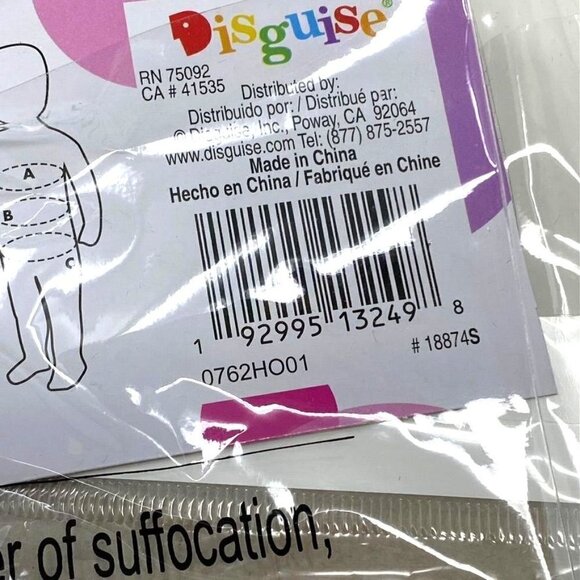 Disguise®
RN 75092
CA # 41535
Distributed by:
Distribuido por: / Distribué par:
© Disguise, Inc., Poway, CA 92064
www.disguise.com Tel: (877) 875-2557
Made in China
Hecho en China / Fabriqué en Chine
A
B
C
1 92995 13249 8
# 18874S
0762HO01
of suffocation,